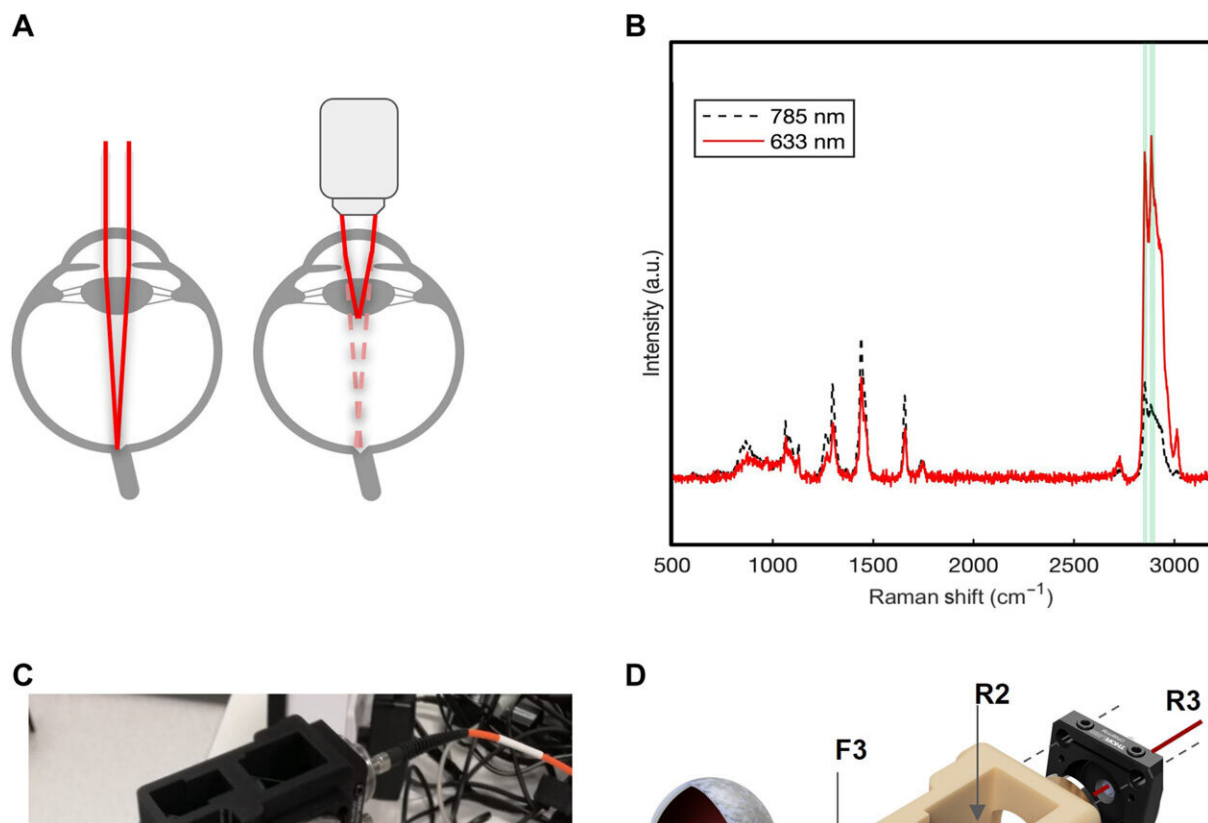 A
B
785 nm
633 nm
Intensity (a.u.)
500 1000 1500 2000 2500 3000
Raman shift (cm⁻¹)
C
D
R2
R3
F3